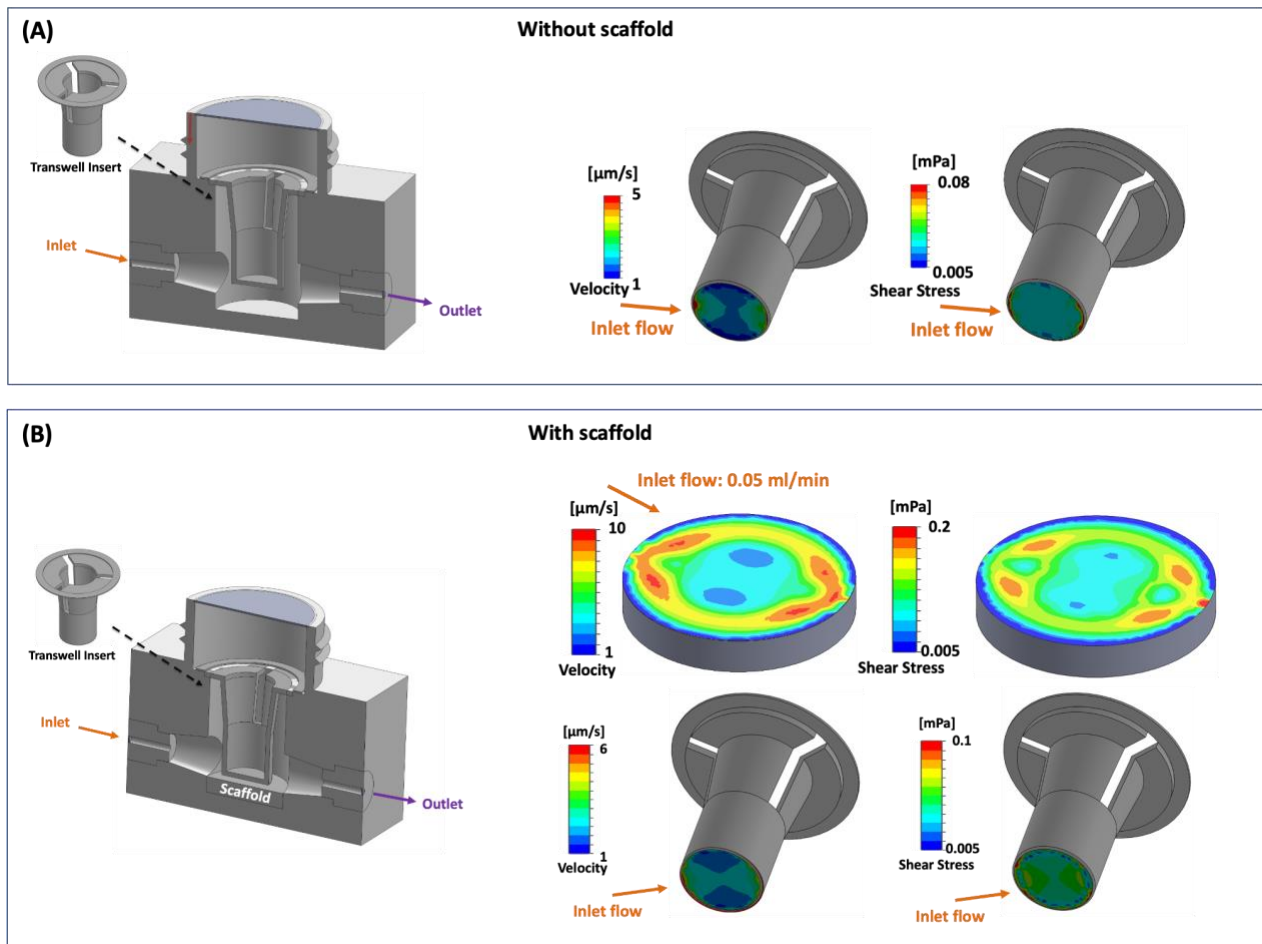 (A)
Without scaffold
Transwell Insert
Inlet
Outlet
[µm/s]
5
1
Velocity
Inlet flow
[mPa]
0.08
0.005
Shear Stress
Inlet flow
(B)
With scaffold
Transwell Insert
Inlet
Scaffold
Outlet
Inlet flow: 0.05 ml/min
[µm/s]
10
1
Velocity
[mPa]
0.2
0.005
Shear Stress
[µm/s]
6
1
Velocity
Inlet flow
[mPa]
0.1
0.005
Shear Stress
Inlet flow